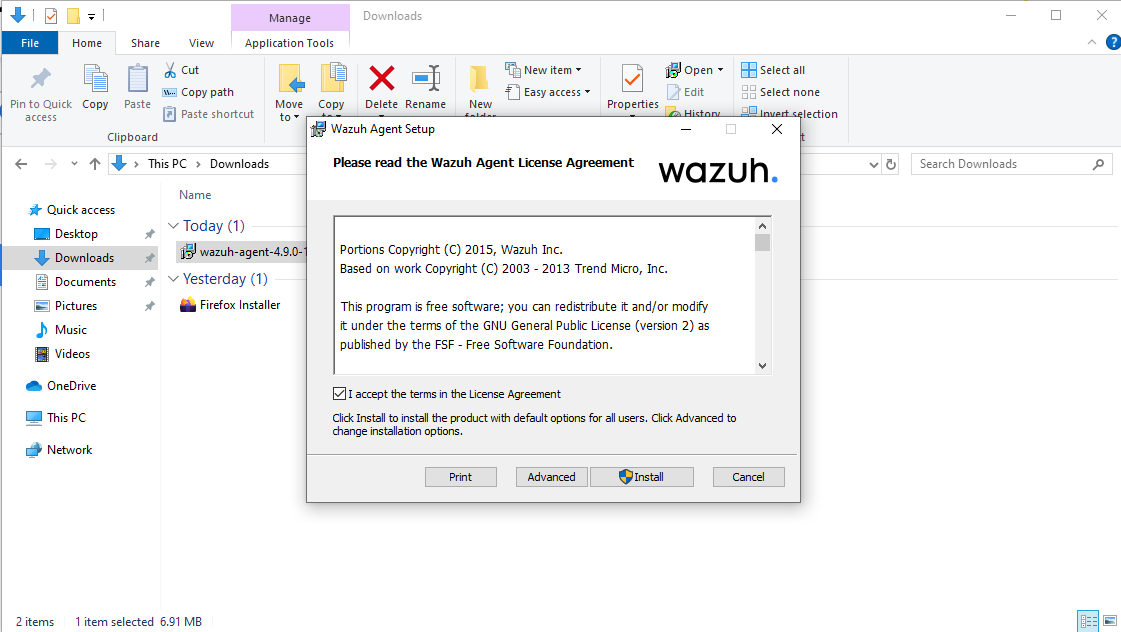 Manage
Downloads
File
Home
Share
View
Application Tools
Pin to Quick access
Copy
Paste
Cut
Copy path
Paste shortcut
Clipboard
Move to
Copy
Delete
Rename
New
New item
Easy access
Properties
Open
Edit
History
Select all
Select none
Invert selection
This PC
Downloads
Search Downloads
Quick access
Desktop
Downloads
Documents
Pictures
Music
Videos
OneDrive
This PC
Network
Name
Today (1)
wazuh-agent-4.9.0-1
Yesterday (1)
Firefox Installer
Wazuh Agent Setup
Please read the Wazuh Agent License Agreement
wazuh.
Portions Copyright (C) 2015, Wazuh Inc.
Based on work Copyright (C) 2003 - 2013 Trend Micro, Inc.
This program is free software; you can redistribute it and/or modify
it under the terms of the GNU General Public License (version 2) as
published by the FSF - Free Software Foundation.
I accept the terms in the License Agreement
Click Install to install the product with default options for all users. Click Advanced to
change installation options.
Print
Advanced
Install
Cancel
2 items
1 item selected 6.91 MB